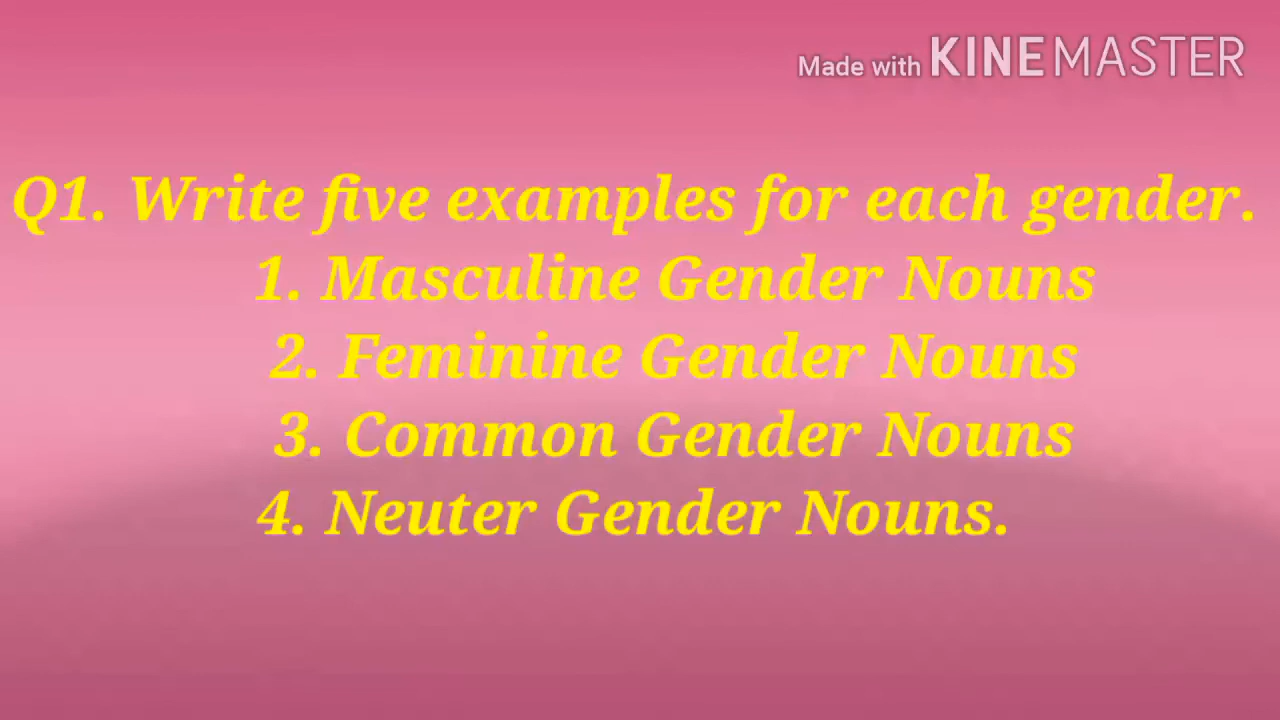 Made with KINEMASTER
Q1. Write five examples for each gender.
1. Masculine Gender Nouns
2. Feminine Gender Nouns
3. Common Gender Nouns
4. Neuter Gender Nouns.